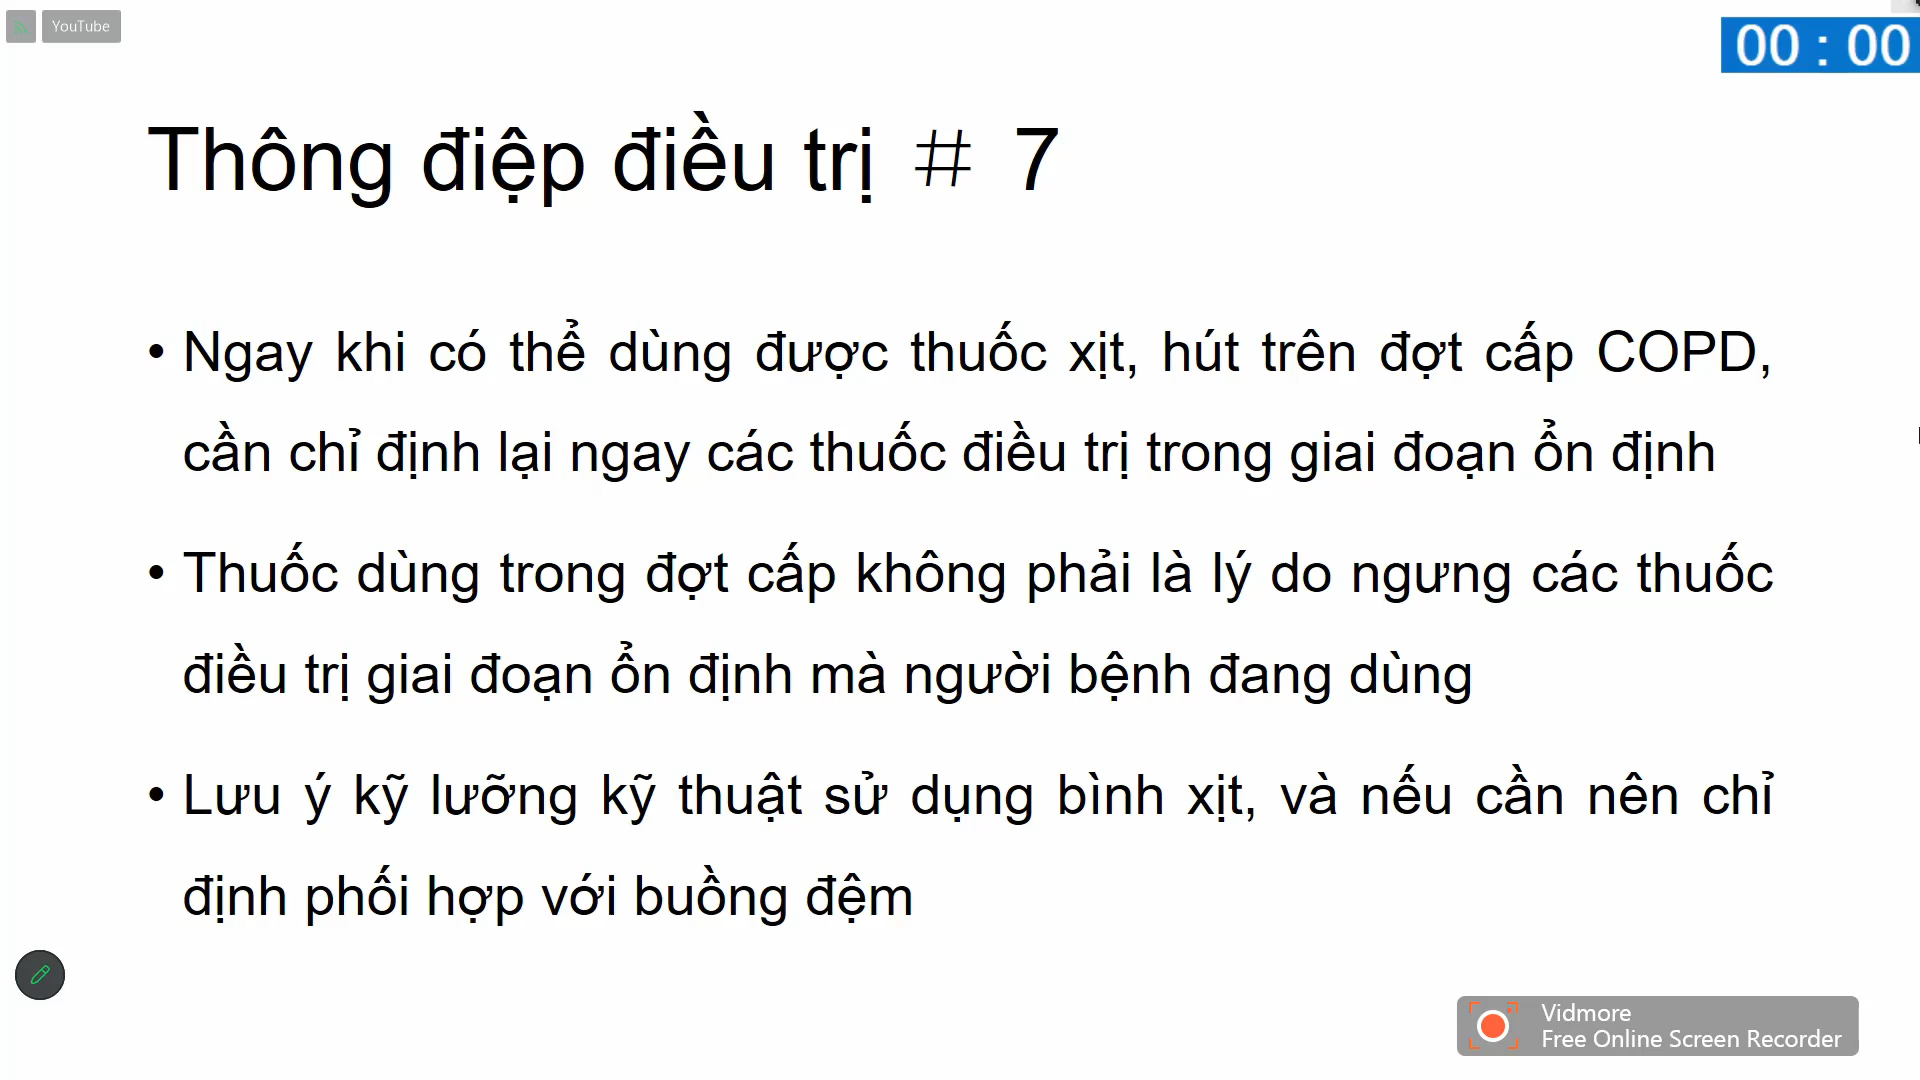 YouTube
00 : 00
Thông điệp điều trị # 7
• Ngay khi có thể dùng được thuốc xịt, hút trên đợt cấp COPD,
cần chỉ định lại ngay các thuốc điều trị trong giai đoạn ổn định
• Thuốc dùng trong đợt cấp không phải là lý do ngưng các thuốc
điều trị giai đoạn ổn định mà người bệnh đang dùng
• Lưu ý kỹ lưỡng kỹ thuật sử dụng bình xịt, và nếu cần nên chỉ
định phối hợp với buồng đệm
Vidmore
Free Online Screen Recorder